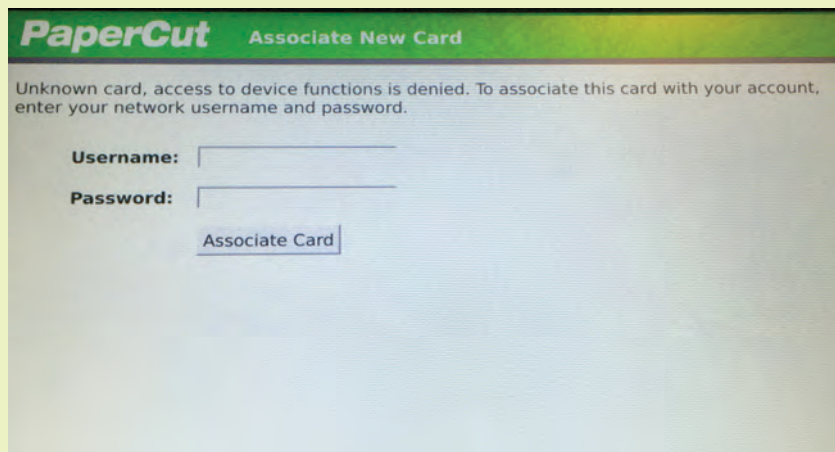 PaperCut Associate New Card
Unknown card, access to device functions is denied. To associate this card with your account,
enter your network username and password.
Username:
Password:
Associate Card